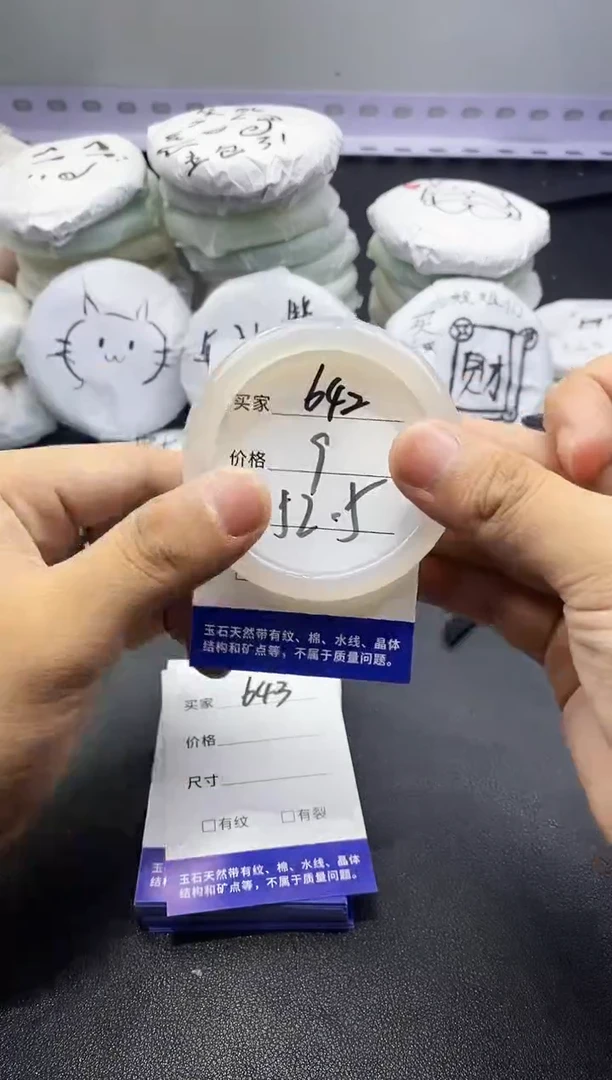 财
买家 642
价格 9
52.5
玉石天然带有纹、棉、水线、晶体
结构和矿点等，不属于质量问题。
买家 643
价格
尺寸
□有纹 □有裂
玉石天然带有纹、棉、水线、晶体
结构和矿点等，不属于质量问题。